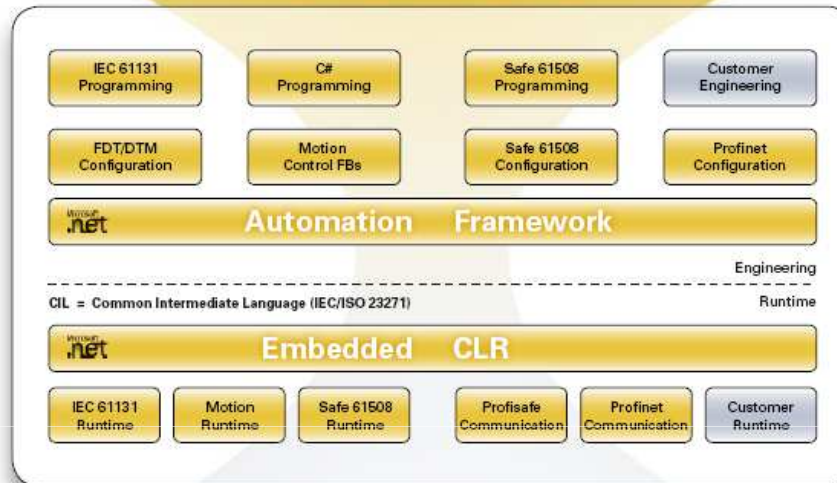 IEC 61131
Programming
C#
Programming
Safe 61508
Programming
Customer
Engineering
FDT/DTM
Configuration
Motion
Control FBs
Safe 61508
Configuration
Profinet
Configuration
Microsoft
.net
Automation Framework
Engineering
CIL = Common Intermediate Language (IEC/ISO 23271)
Runtime
Microsoft
.net
Embedded CLR
IEC 61131
Runtime
Motion
Runtime
Safe 61508
Runtime
Profisafe
Communication
Profinet
Communication
Customer
Runtime